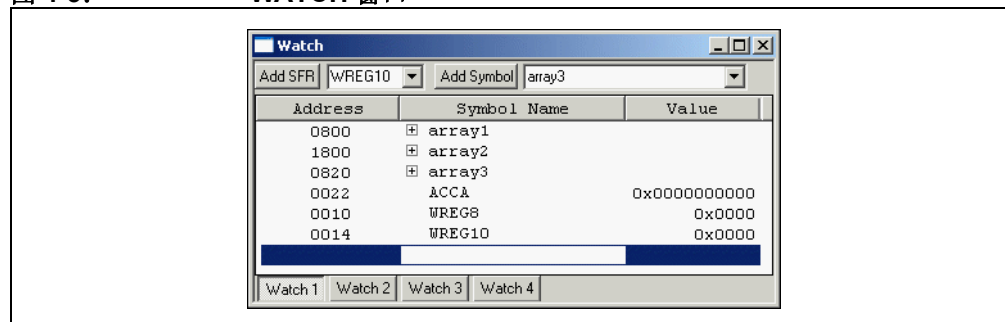 WATCH
Watch
Add SFR WREG10 Add Symbol array3
Address Symbol Name Value
0800 array1
1800 array2
0820 array3
0022 ACCA 0x0000000000
0010 WREG8 0x0000
0014 WREG10 0x0000
Watch 1 Watch 2 Watch 3 Watch 4